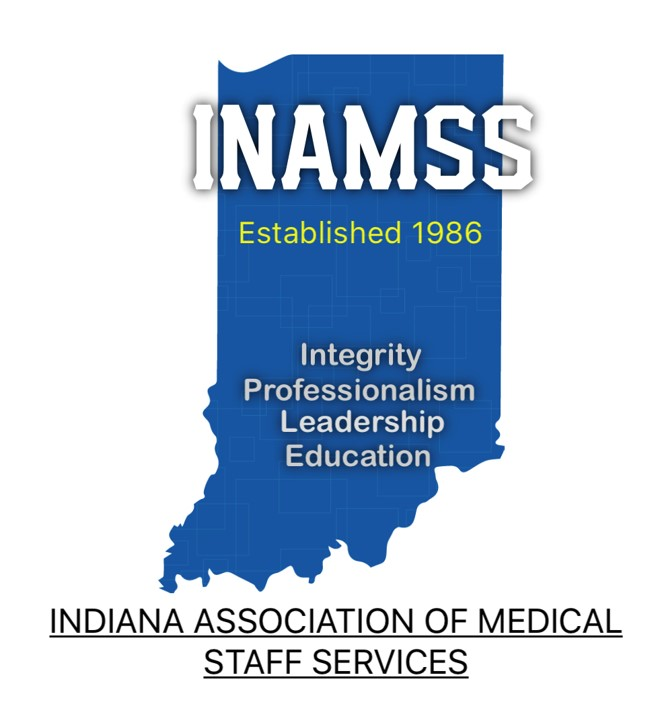 INAMSS
Established 1986
Integrity
Professionalism
Leadership
Education
INDIANA ASSOCIATION OF MEDICAL
STAFF SERVICES